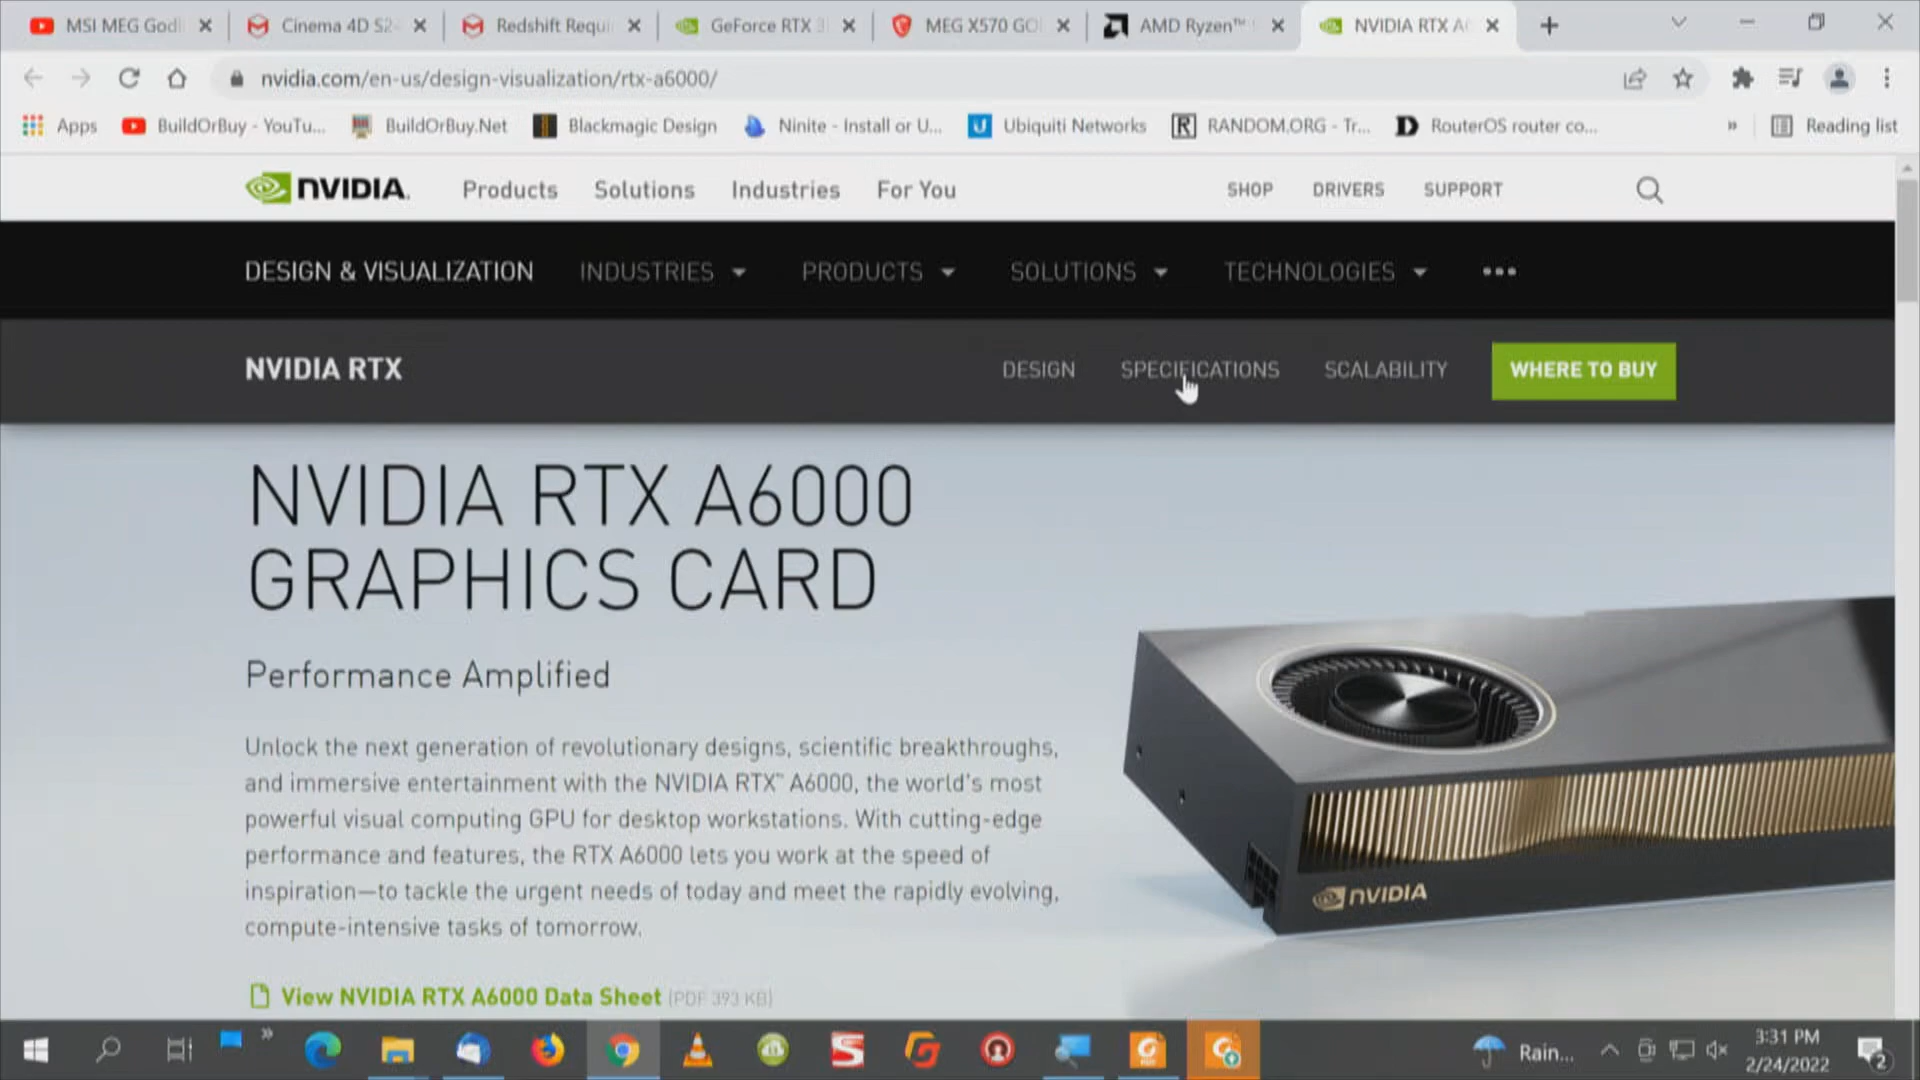 MSI MEG Godl
Cinema 4D S2
Redshift Requi
GeForce RTX 3
MEG X570 GO
AMD Ryzen™
NVIDIA RTX A6
nvidia.com/en-us/design-visualization/rtx-a6000/
Apps
BuildOrBuy - YouTu...
BuildOrBuy.Net
Blackmagic Design
Ninite - Install or U...
Ubiquiti Networks
RANDOM.ORG - Tr...
RouterOS router co...
»
Reading list
NVIDIA.
Products
Solutions
Industries
For You
SHOP
DRIVERS
SUPPORT
DESIGN & VISUALIZATION
INDUSTRIES
PRODUCTS
SOLUTIONS
TECHNOLOGIES
NVIDIA RTX
DESIGN
SPECIFICATIONS
SCALABILITY
WHERE TO BUY
NVIDIA RTX A6000
GRAPHICS CARD
Performance Amplified
Unlock the next generation of revolutionary designs, scientific breakthroughs,
and immersive entertainment with the NVIDIA RTX™ A6000, the world's most
powerful visual computing GPU for desktop workstations. With cutting-edge
performance and features, the RTX A6000 lets you work at the speed of
inspiration—to tackle the urgent needs of today and meet the rapidly evolving,
compute-intensive tasks of tomorrow.
NVIDIA
View NVIDIA RTX A6000 Data Sheet (PDF 393 KB)
Rain...
3:31 PM
2/24/2022
2